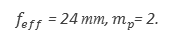 f_eff = 24 mm, m_p = 2.